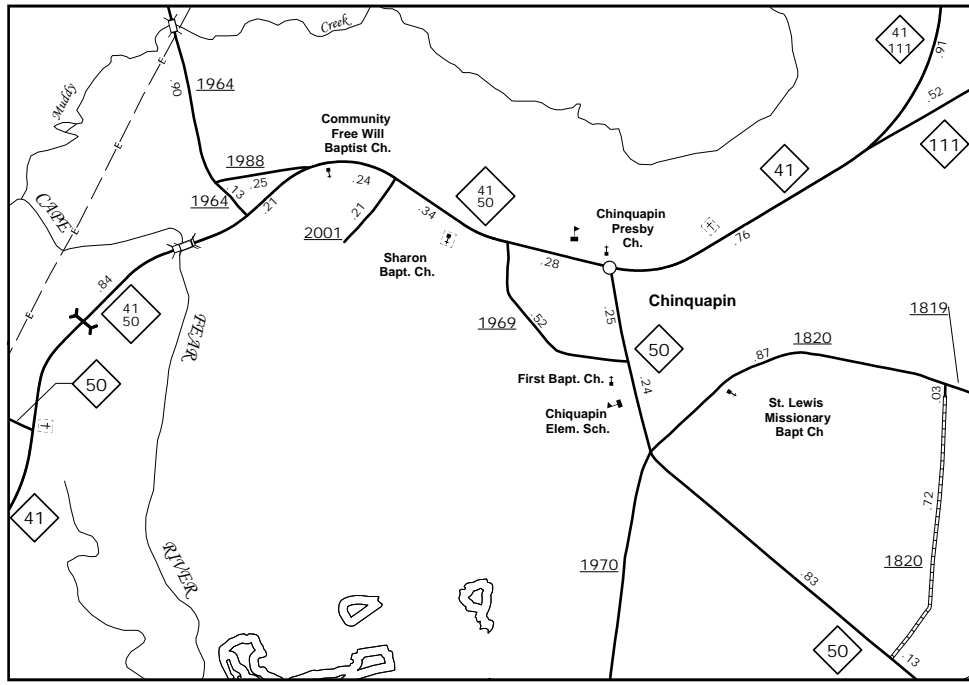 Creek
41
111
.91
.52
111
Muddy
.90
1964
Community
Free Will
Baptist Ch.
1988
.25
.13
1964
.21
.24
.21
2001
.34
41
50
Sharon
Bapt. Ch.
Chinquapin
Presby
Ch.
41
.76
CAPE
E
E
E
E
.84
41
50
FEAR
.28
Chinquapin
1819
.25
1969
.52
50
.24
1820
.87
50
First Bapt. Ch.
Chiquapin
Elem. Sch.
St. Lewis
Missionary
Bapt Ch
.03
41
.72
RIVER
1970
1820
.83
50
.13